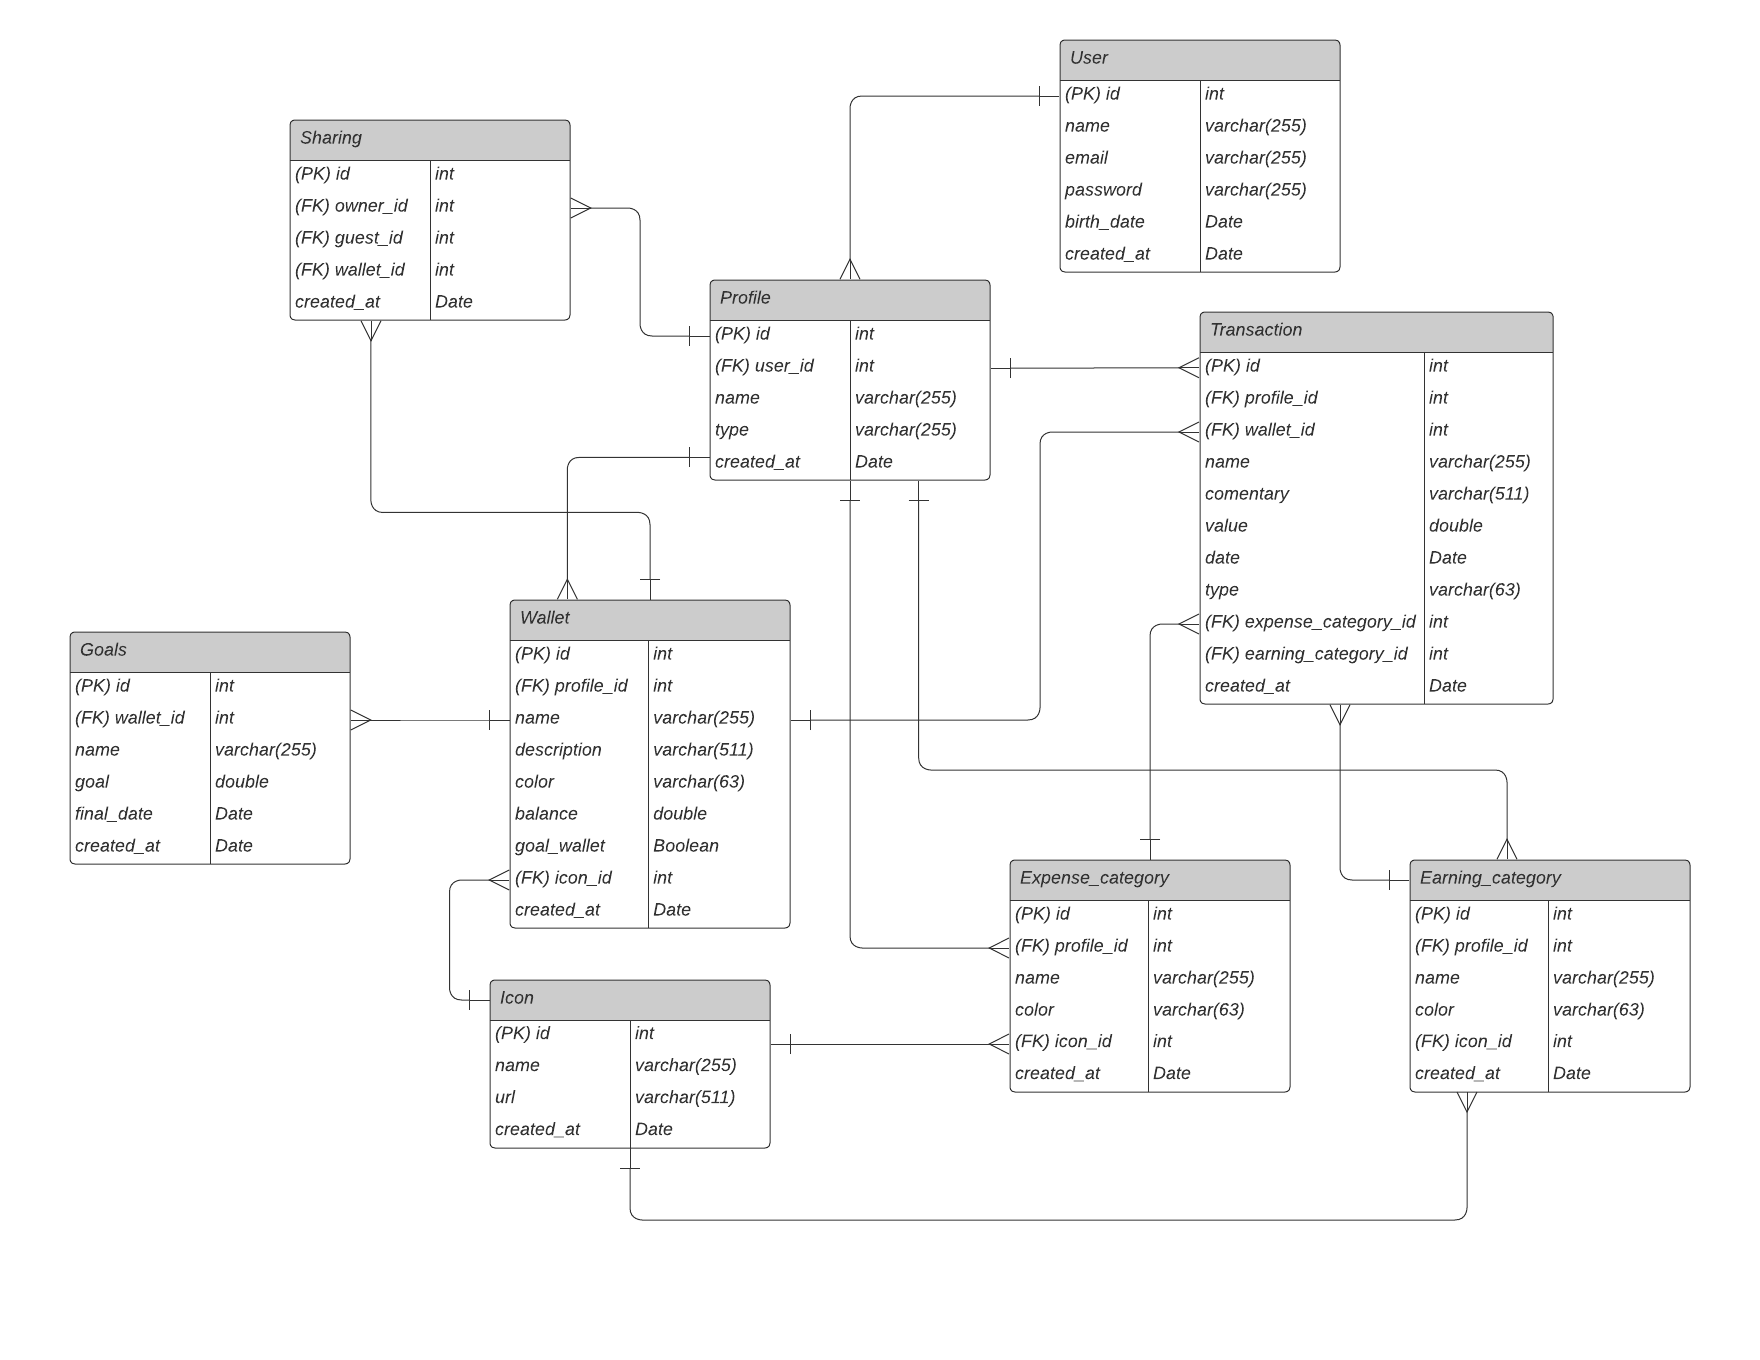 User
(PK) id int
name varchar(255)
email varchar(255)
password varchar(255)
birth_date Date
created_at Date
Sharing
(PK) id int
(FK) owner_id int
(FK) guest_id int
(FK) wallet_id int
created_at Date
Profile
(PK) id int
(FK) user_id int
name varchar(255)
type varchar(255)
created_at Date
Transaction
(PK) id int
(FK) profile_id int
(FK) wallet_id int
name varchar(255)
comentary varchar(511)
value double
date Date
type varchar(63)
(FK) expense_category_id int
(FK) earning_category_id int
created_at Date
Wallet
(PK) id int
(FK) profile_id int
name varchar(255)
description varchar(511)
color varchar(63)
balance double
goal_wallet Boolean
(FK) icon_id int
created_at Date
Goals
(PK) id int
(FK) wallet_id int
name varchar(255)
goal double
final_date Date
created_at Date
Expense_category
(PK) id int
(FK) profile_id int
name varchar(255)
color varchar(63)
(FK) icon_id int
created_at Date
Earning_category
(PK) id int
(FK) profile_id int
name varchar(255)
color varchar(63)
(FK) icon_id int
created_at Date
Icon
(PK) id int
name varchar(255)
url varchar(511)
created_at Date